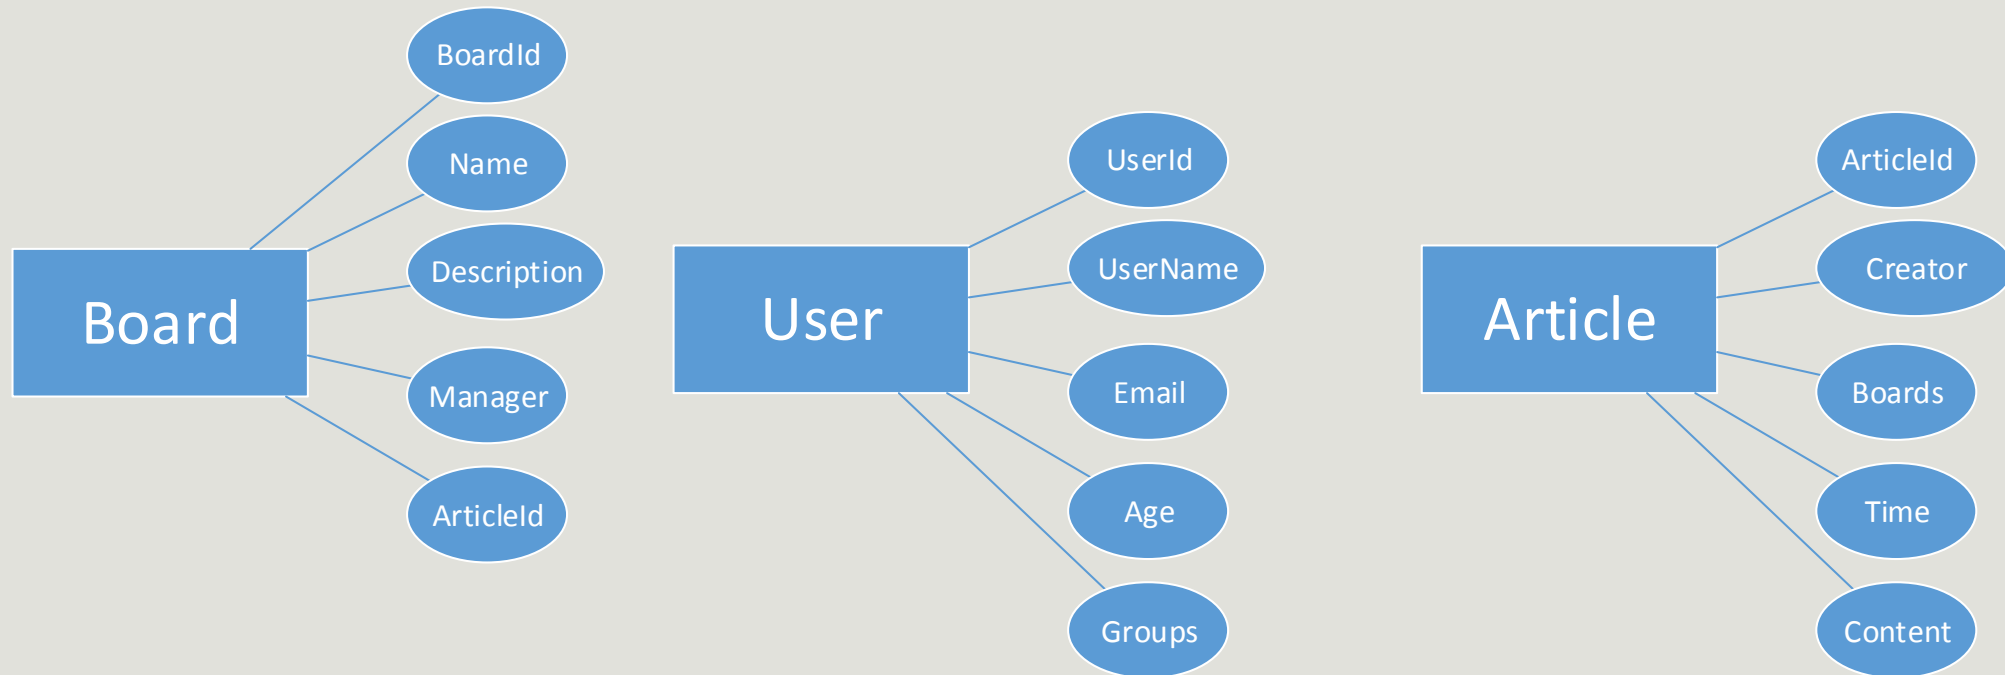 Board
BoardId
Name
Description
Manager
ArticleId
User
UserId
UserName
Email
Age
Groups
Article
ArticleId
Creator
Boards
Time
Content